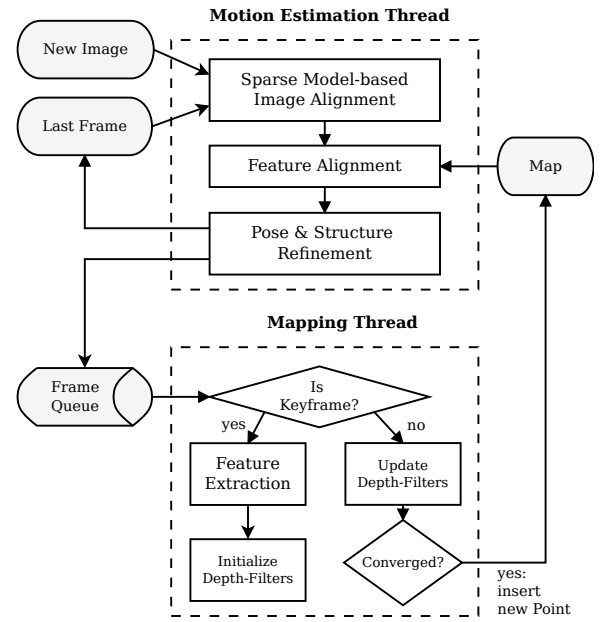 Motion Estimation Thread
New Image
Sparse Model-based
Image Alignment
Last Frame
Feature Alignment
Map
Pose & Structure
Refinement
Mapping Thread
Frame
Queue
Is
Keyframe?
yes
no
Feature
Extraction
Update
Depth-Filters
Initialize
Depth-Filters
Converged?
yes:
insert
new Point